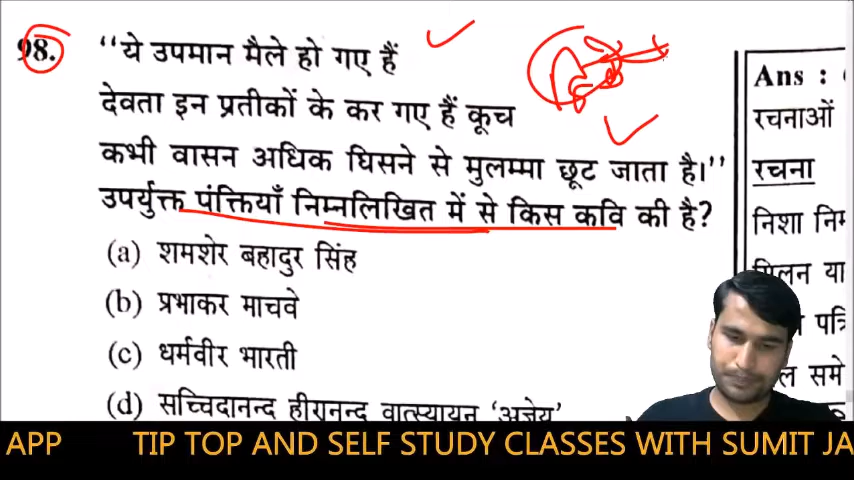 98. “ये उपमान मैले हो गए हैं
देवता इन प्रतीकों के कर गए हैं कूच
कभी वासन अधिक घिसने से मुलम्मा छूट जाता है।”
उपर्युक्त पंक्तियाँ निम्नलिखित में से किस कवि की है?
(a) शमशेर बहादुर सिंह
(b) प्रभाकर माचवे
(c) धर्मवीर भारती
(d) सच्चिदानन्द हीरानन्द वात्स्यायन ‘अज्ञेय’
Ans :
रचनाओं
रचना
निशा
मिलन
APP TIP TOP AND SELF STUDY CLASSES WITH SUMIT JA